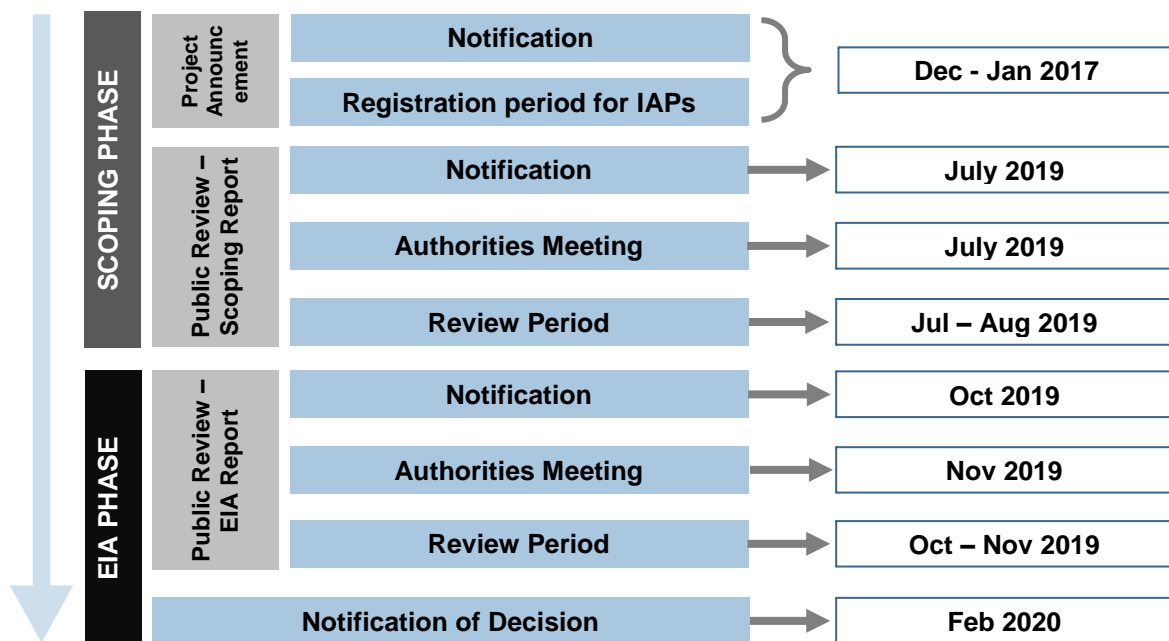 SCOPING PHASE
Project
Announc
ement
Notification
Registration period for IAPs
Dec - Jan 2017
Public Review –
Scoping Report
Notification
July 2019
Authorities Meeting
July 2019
Review Period
Jul – Aug 2019
EIA PHASE
Public Review –
EIA Report
Notification
Oct 2019
Authorities Meeting
Nov 2019
Review Period
Oct – Nov 2019
Notification of Decision
Feb 2020